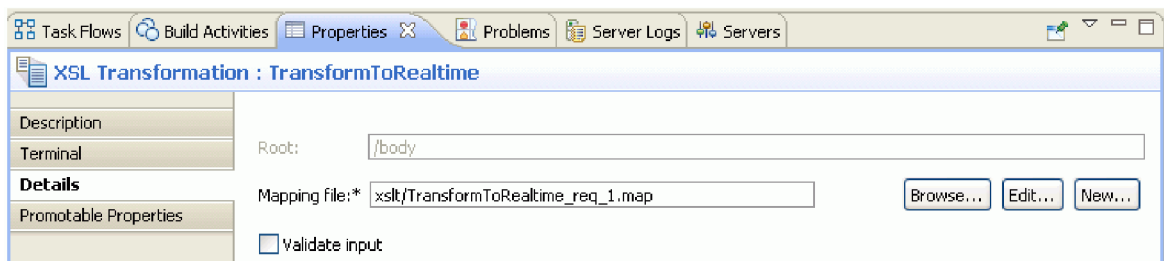 Task Flows Build Activities Properties Problems Server Logs Servers
XSL Transformation : TransformToRealtime
Description
Terminal
Details
Promotable Properties
Root: /body
Mapping file:* xslt/TransformToRealtime_req_1.map Browse... Edit... New...
Validate input